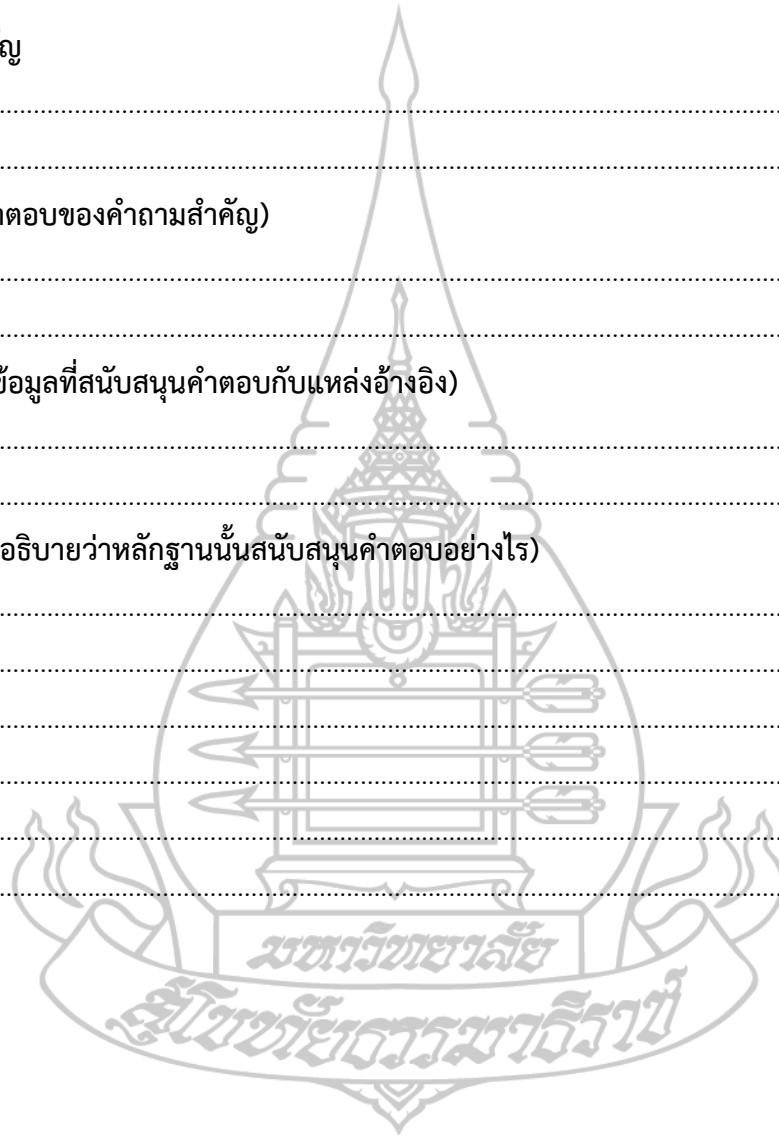 ัญ
................................................................................
................................................................................
าตอบของคำถามสำคัญ)
................................................................................
................................................................................
ข้อมูลที่สนับสนุนคำตอบกับแหล่งอ้างอิง)
................................................................................
................................................................................
อธิบายว่าหลักฐานนั้นสนับสนุนคำตอบอย่างไร)
................................................................................
................................................................................
................................................................................
................................................................................
................................................................................
................................................................................
มหาวิทยาลัย
สุโขทัยธรรมาธิราช